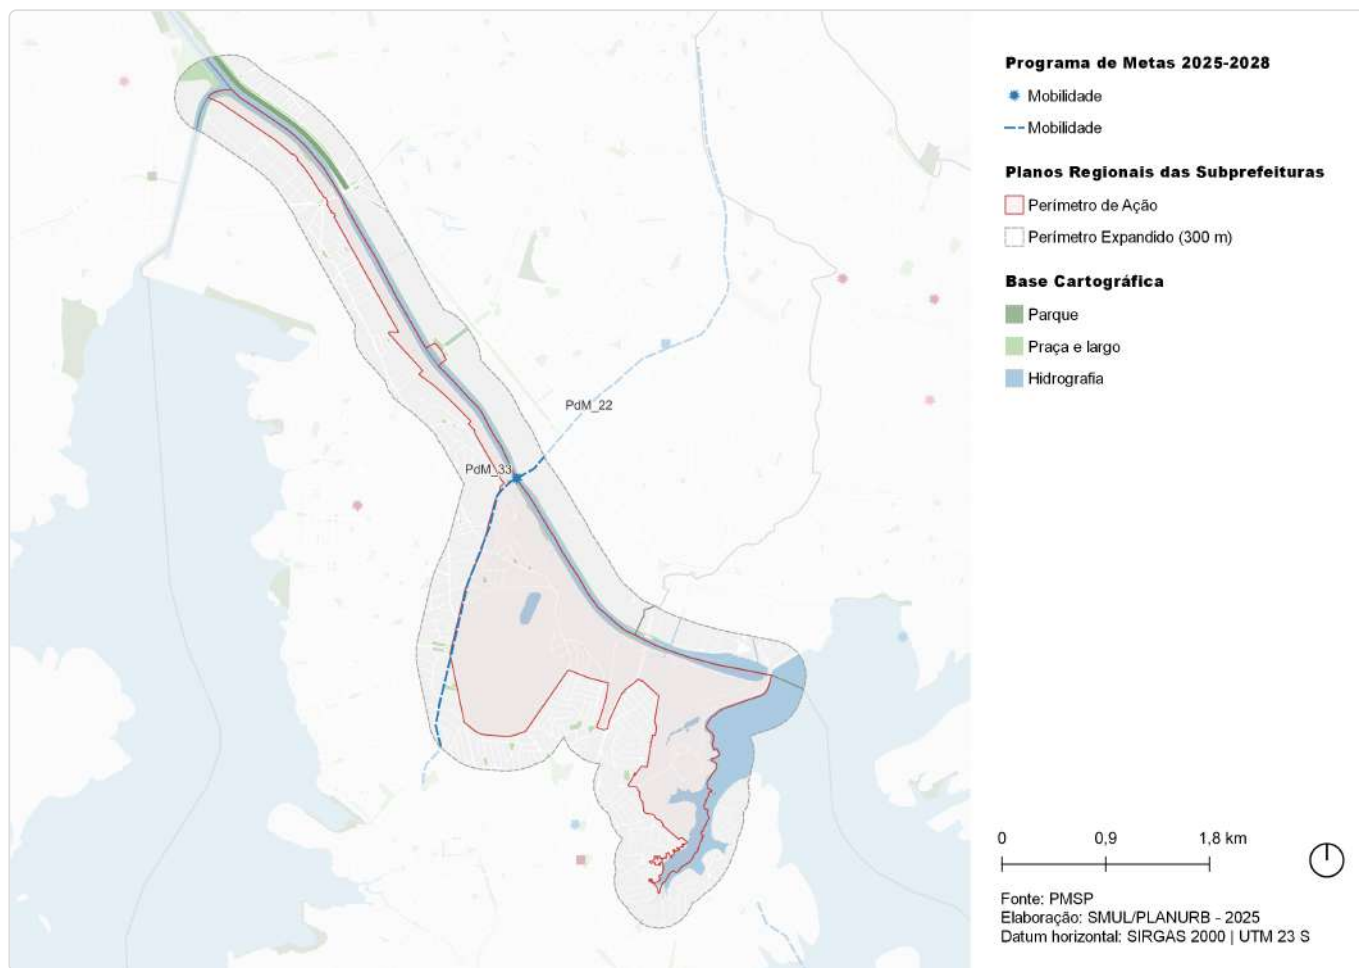 Programa de Metas 2025-2028
Mobilidade
Mobilidade
Planos Regionais das Subprefeituras
Perímetro de Ação
Perímetro Expandido (300 m)
Base Cartográfica
Parque
Praça e largo
Hidrografia
PdM_22
PdM_33
0 0,9 1,8 km
Fonte: PMSP
Elaboração: SMUL/PLANURB - 2025
Datum horizontal: SIRGAS 2000 | UTM 23 S